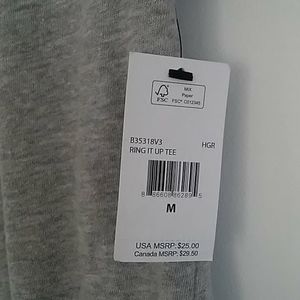 FSC
MIX
Paper
B35318V3
HGR
RING IT UP TEE
M
USA MSRP:$25.00
Canada MSRP:$29.50